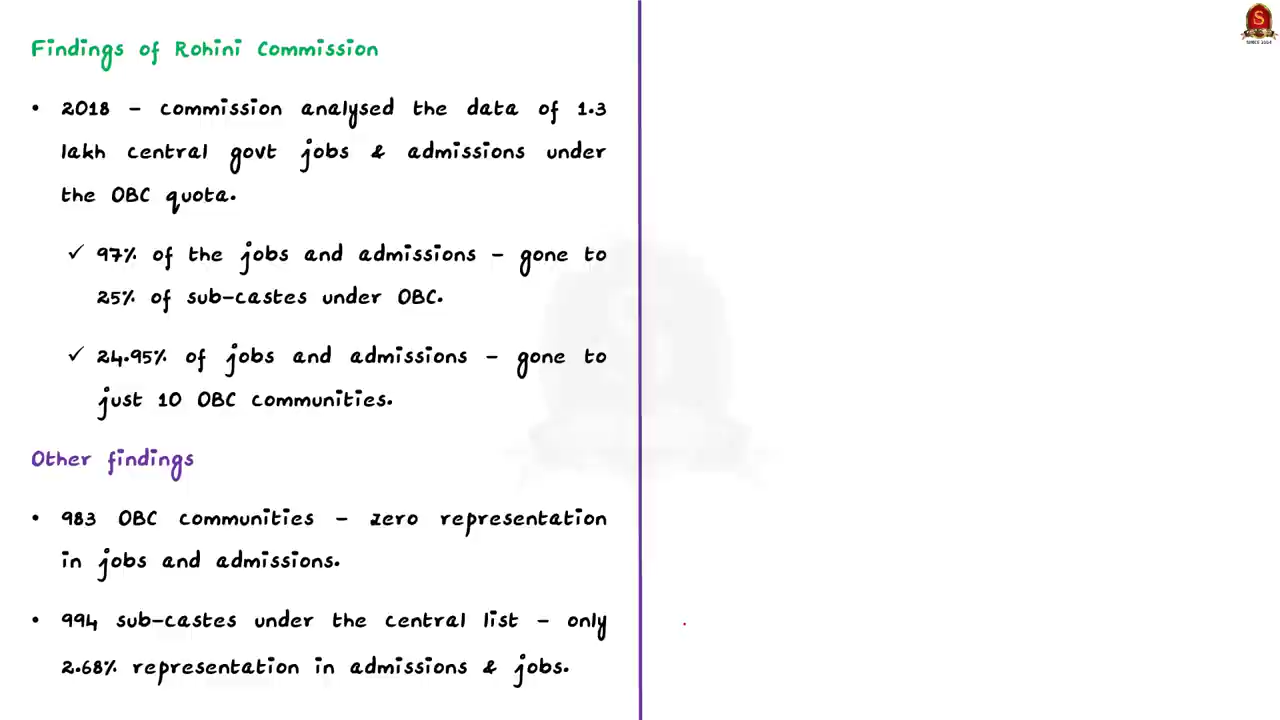 Findings of Rohini Commission
• 2018 – commission analysed the data of 1.3
lakh central govt jobs & admissions under
the OBC quota.
✓ 97% of the jobs and admissions – gone to
25% of sub-castes under OBC.
✓ 24.95% of jobs and admissions – gone to
just 10 OBC communities.
Other findings
• 983 OBC communities – zero representation
in jobs and admissions.
• 994 sub-castes under the central list – only
2.68% representation in admissions & jobs.
S